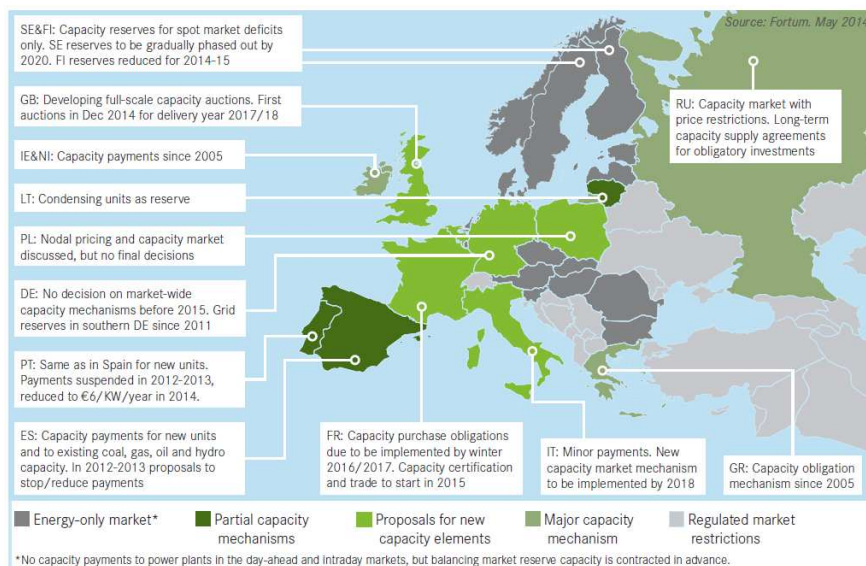 Source: Fortum. May 2014
SE&FI: Capacity reserves for spot market deficits
only. SE reserves to be gradually phased out by
2020. FI reserves reduced for 2014-15
GB: Developing full-scale capacity auctions. First
auctions in Dec 2014 for delivery year 2017/18
IE&NI: Capacity payments since 2005
LT: Condensing units as reserve
PL: Nodal pricing and capacity market
discussed, but no final decisions
DE: No decision on market-wide
capacity mechanisms before 2015. Grid
reserves in southern DE since 2011
PT: Same as in Spain for new units.
Payments suspended in 2012-2013,
reduced to €6/KW/year in 2014.
ES: Capacity payments for new units
and to existing coal, gas, oil and hydro
capacity. In 2012-2013 proposals to
stop/reduce payments
RU: Capacity market with
price restrictions. Long-term
capacity supply agreements
for obligatory investments
FR: Capacity purchase obligations
due to be implemented by winter
2016/2017. Capacity certification
and trade to start in 2015
IT: Minor payments. New
capacity market mechanism
to be implemented by 2018
GR: Capacity obligation
mechanism since 2005
Energy-only market*
Partial capacity
mechanisms
Proposals for new
capacity elements
Major capacity
mechanism
Regulated market
restrictions
*No capacity payments to power plants in the day-ahead and intraday markets, but balancing market reserve capacity is contracted in advance.